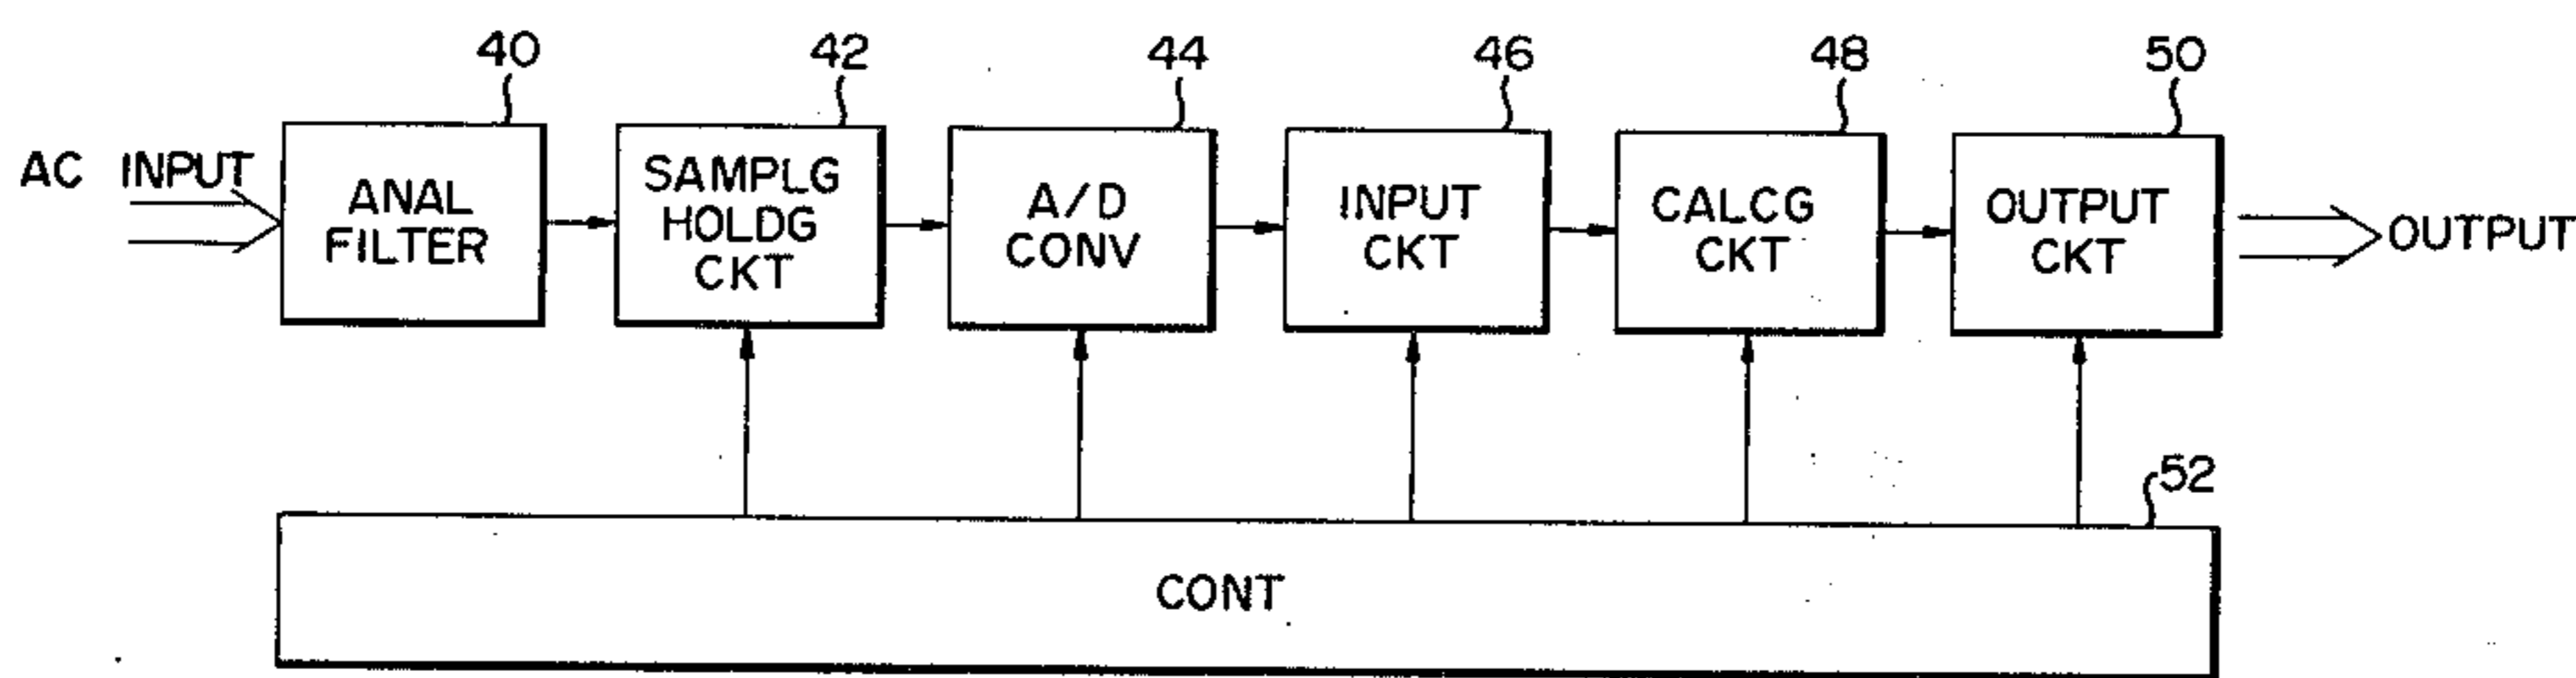 40
42
44
46
48
50
AC INPUT
ANAL
FILTER
SAMPLG
HOLDG
CKT
A/D
CONV
INPUT
CKT
CALCG
CKT
OUTPUT
CKT
OUTPUT
52
CONT